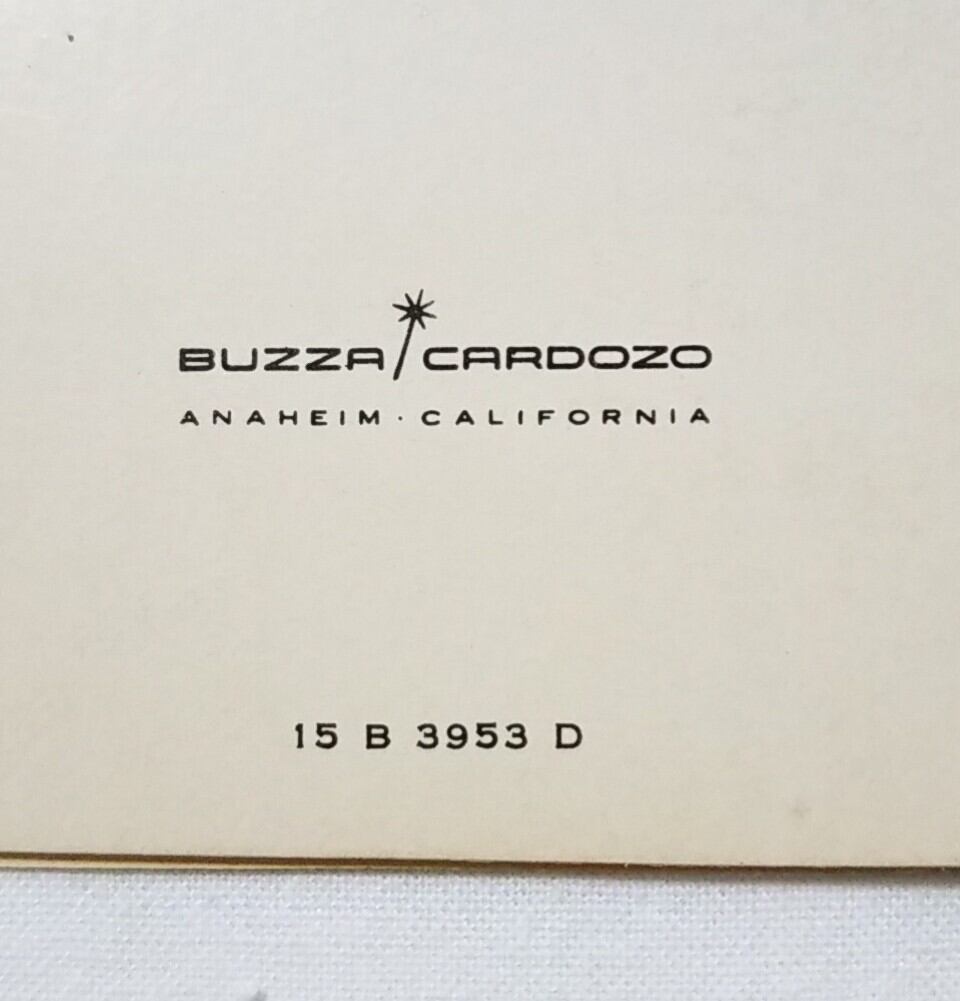 BUZZA/CARDOZO
ANAHEIM · CALIFORNIA
15 B 3953 D